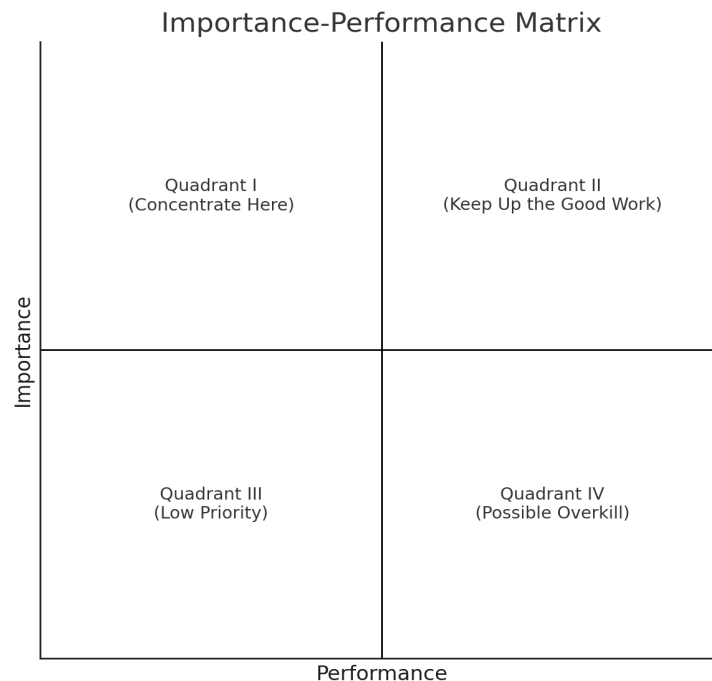 Importance-Performance Matrix
Quadrant I
(Concentrate Here)
Quadrant II
(Keep Up the Good Work)
Importance
Quadrant III
(Low Priority)
Quadrant IV
(Possible Overkill)
Performance